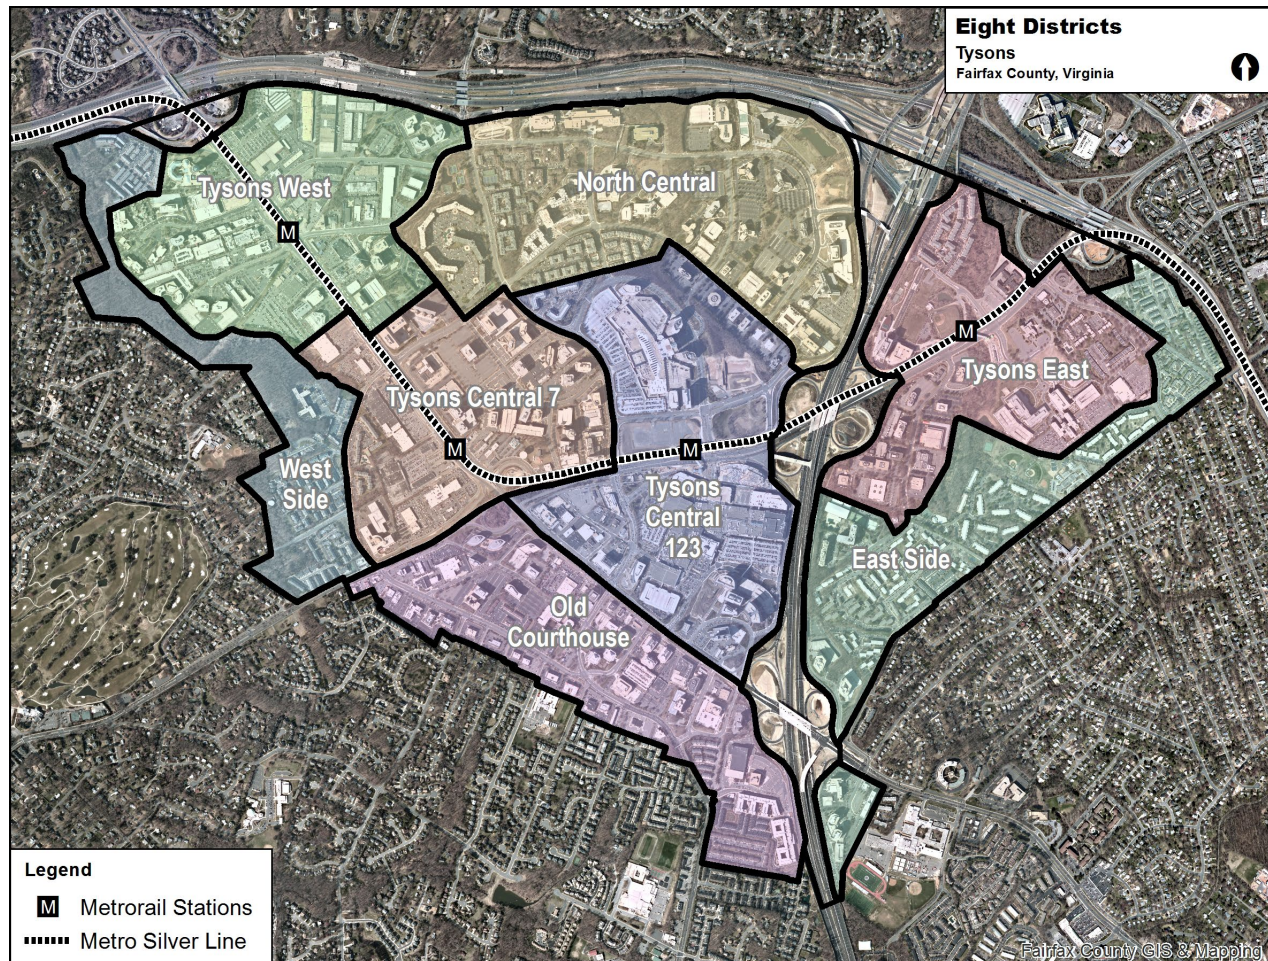 Eight Districts
Tysons
Fairfax County, Virginia
Tysons West
M
North Central
M
Tysons East
Tysons Central 7
M
M
West
Side
Tysons
Central
123
East Side
Old
Courthouse
Legend
M Metrorail Stations
Metro Silver Line
Fairfax County GIS & Mapping